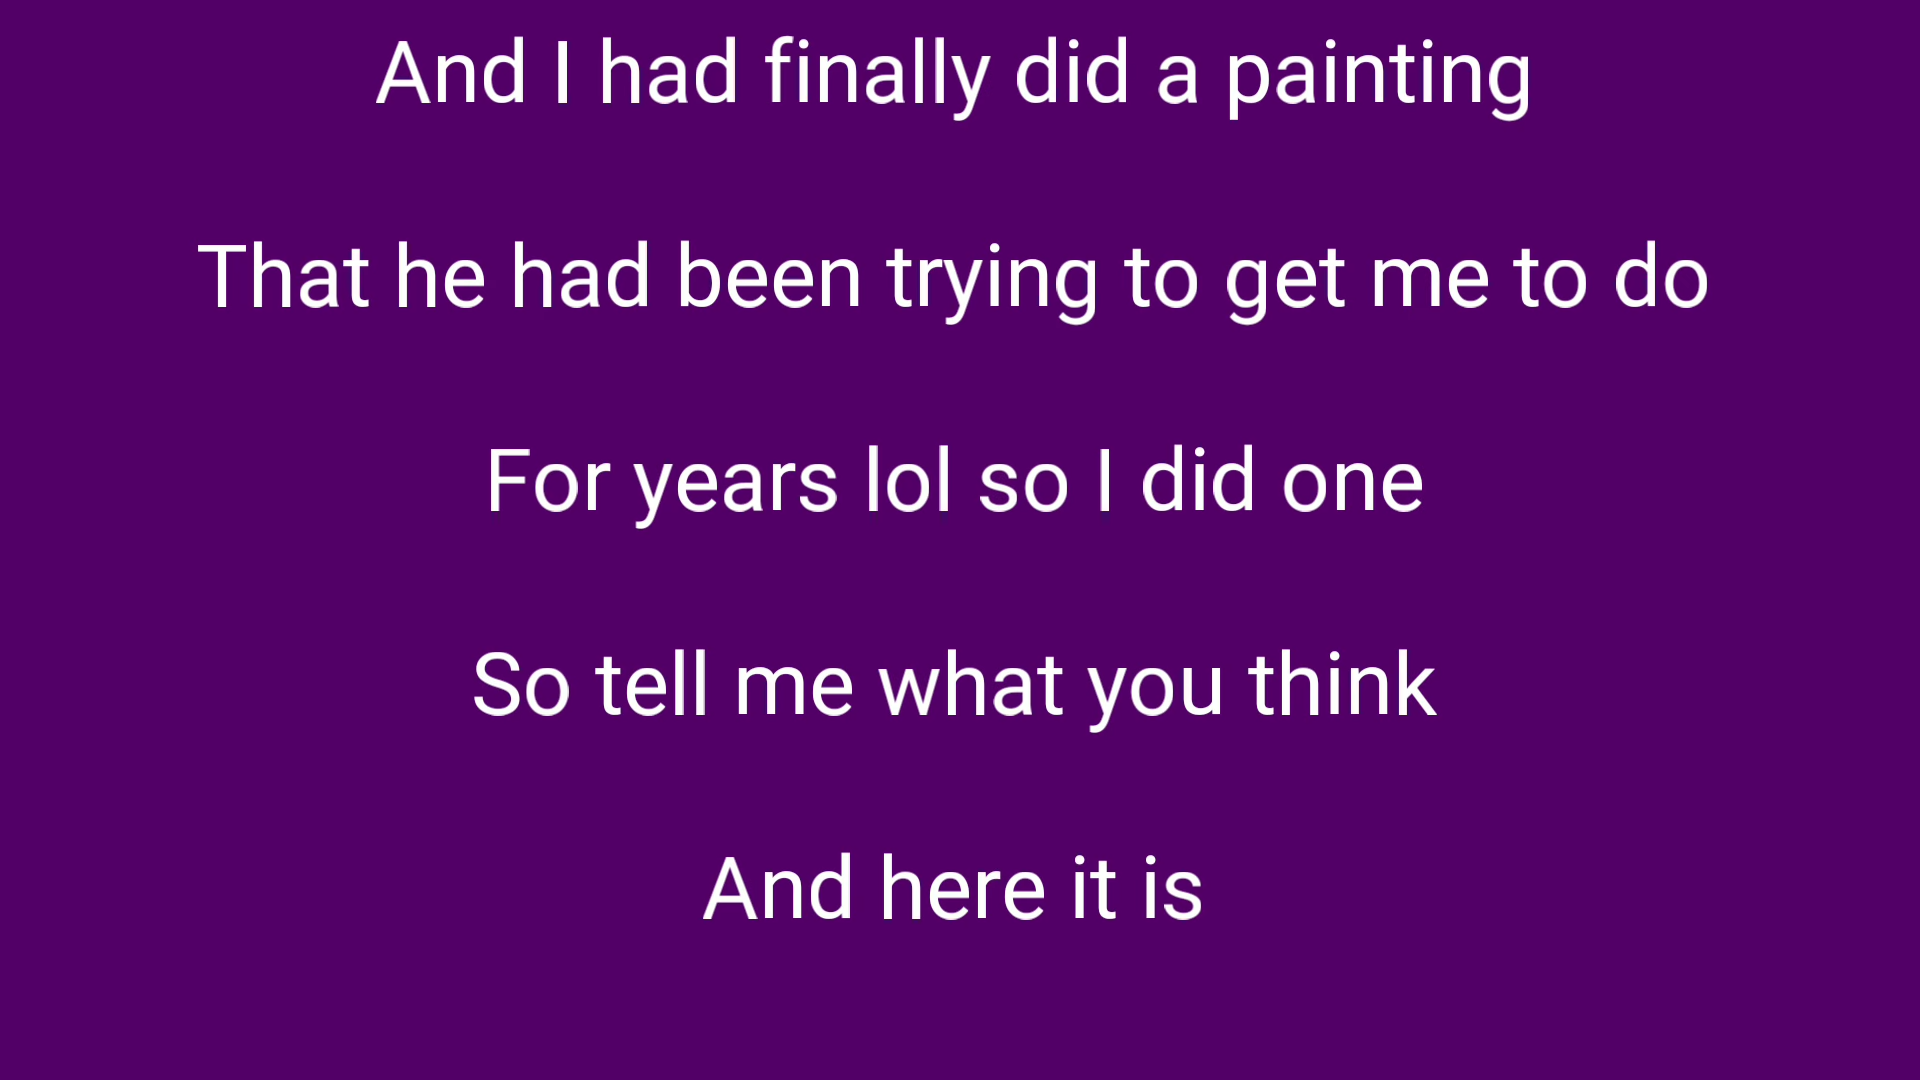 And I had finally did a painting
That he had been trying to get me to do
For years lol so I did one
So tell me what you think
And here it is